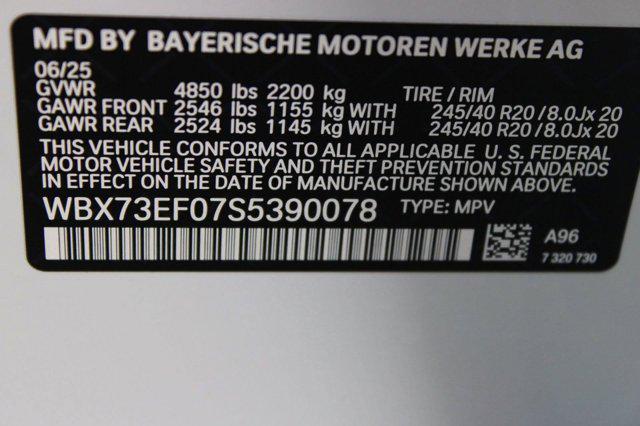 MFD BY BAYERISCHE MOTOREN WERKE AG
06/25
GVWR 4850 lbs 2200 kg TIRE / RIM
GAWR FRONT 2546 lbs 1155 kg WITH 245/40 R20 / 8.0Jx 20
GAWR REAR 2524 lbs 1145 kg WITH 245/40 R20 / 8.0Jx 20
THIS VEHICLE CONFORMS TO ALL APPLICABLE U. S. FEDERAL
MOTOR VEHICLE SAFETY AND THEFT PREVENTION STANDARDS
IN EFFECT ON THE DATE OF MANUFACTURE SHOWN ABOVE.
WBX73EF07S5390078 TYPE: MPV
A96
7 320 730